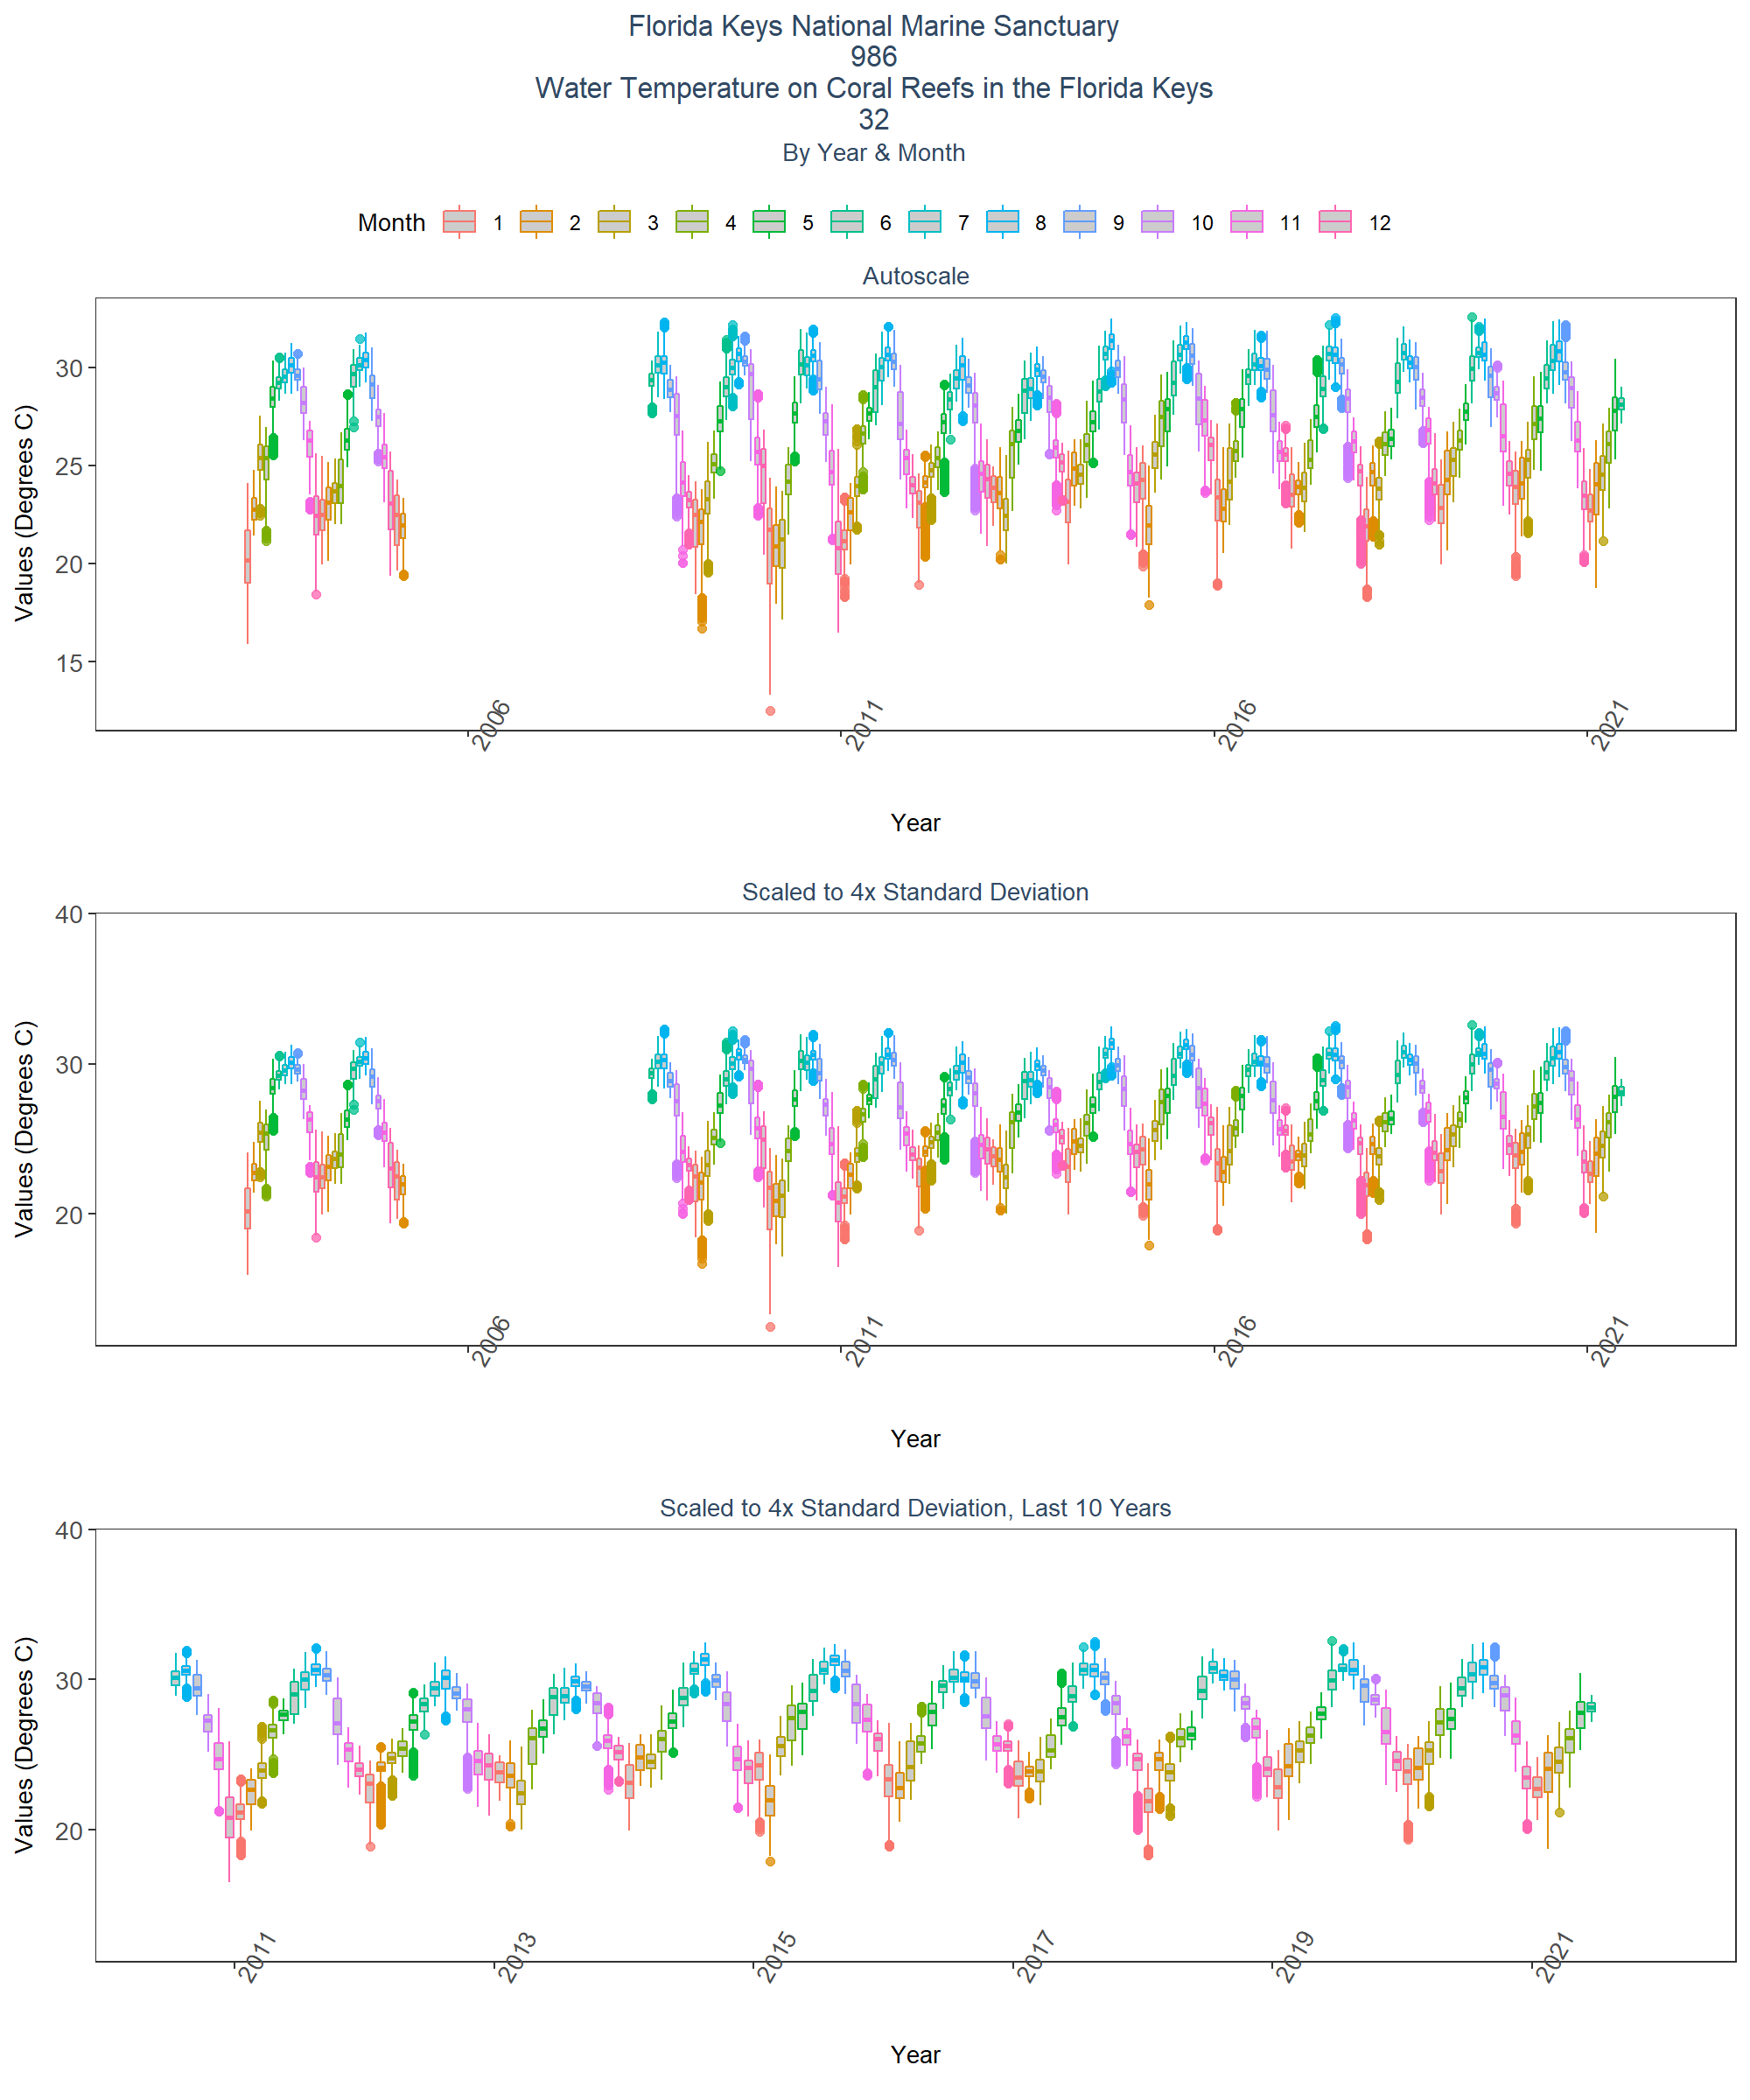 Florida Keys National Marine Sanctuary
986
Water Temperature on Coral Reefs in the Florida Keys
32
By Year & Month
Month 1 2 3 4 5 6 7 8 9 10 11 12
Autoscale
Values (Degrees C)
30
25
20
15
2006 2011 2016 2021
Year
Scaled to 4x Standard Deviation
Values (Degrees C)
40
30
20
2006 2011 2016 2021
Year
Scaled to 4x Standard Deviation, Last 10 Years
Values (Degrees C)
40
30
20
2011 2013 2015 2017 2019 2021
Year